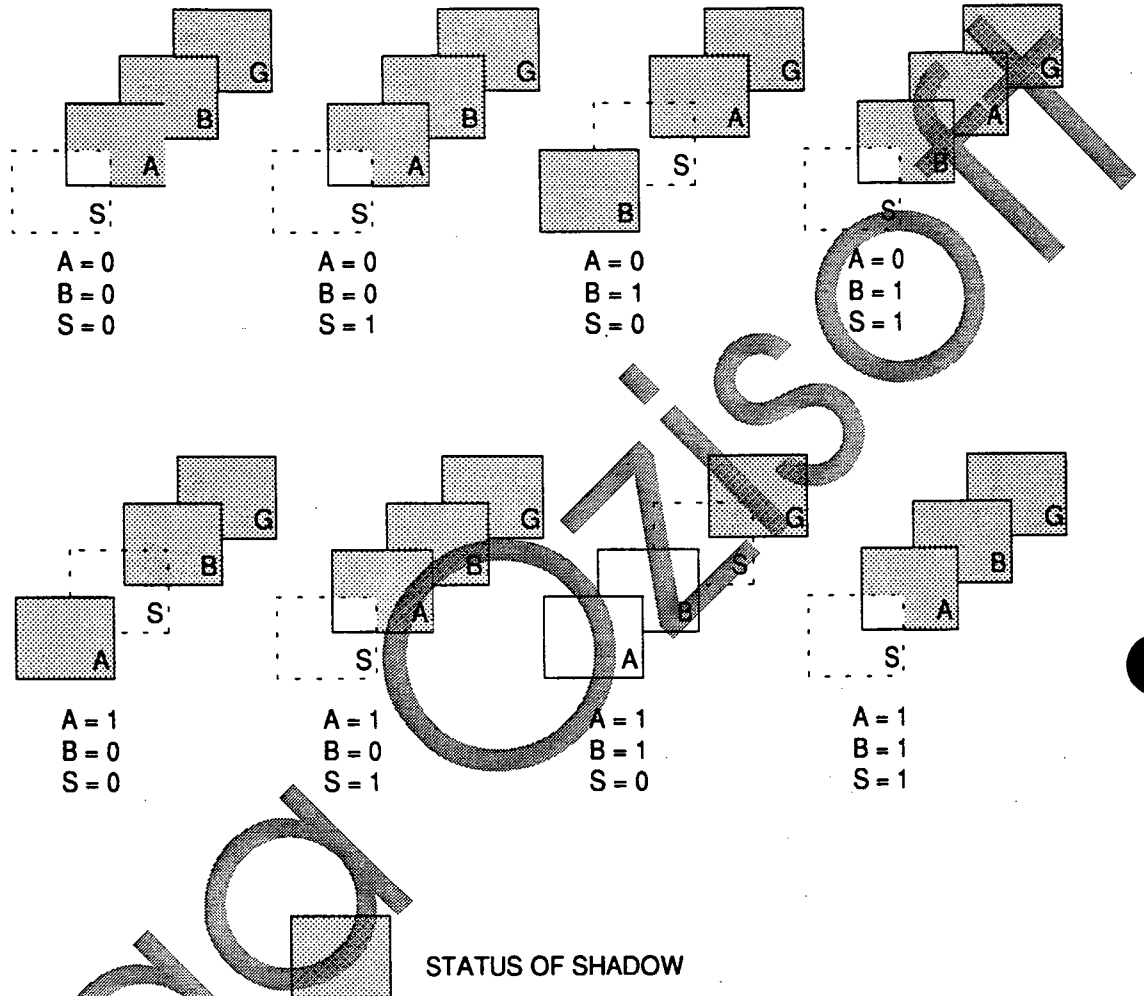 G G G G
B B A A
A A S B
S S B S
A = 0 A = 0 A = 0 A = 0
B = 0 B = 0 B = 1 B = 1
S = 0 S = 1 S = 0 S = 1
G G G G
B B S B
S A B A
A S A S
A = 1 A = 1 A = 1 A = 1
B = 0 B = 0 B = 1 B = 1
S = 0 S = 1 S = 0 S = 1
STATUS OF SHADOW